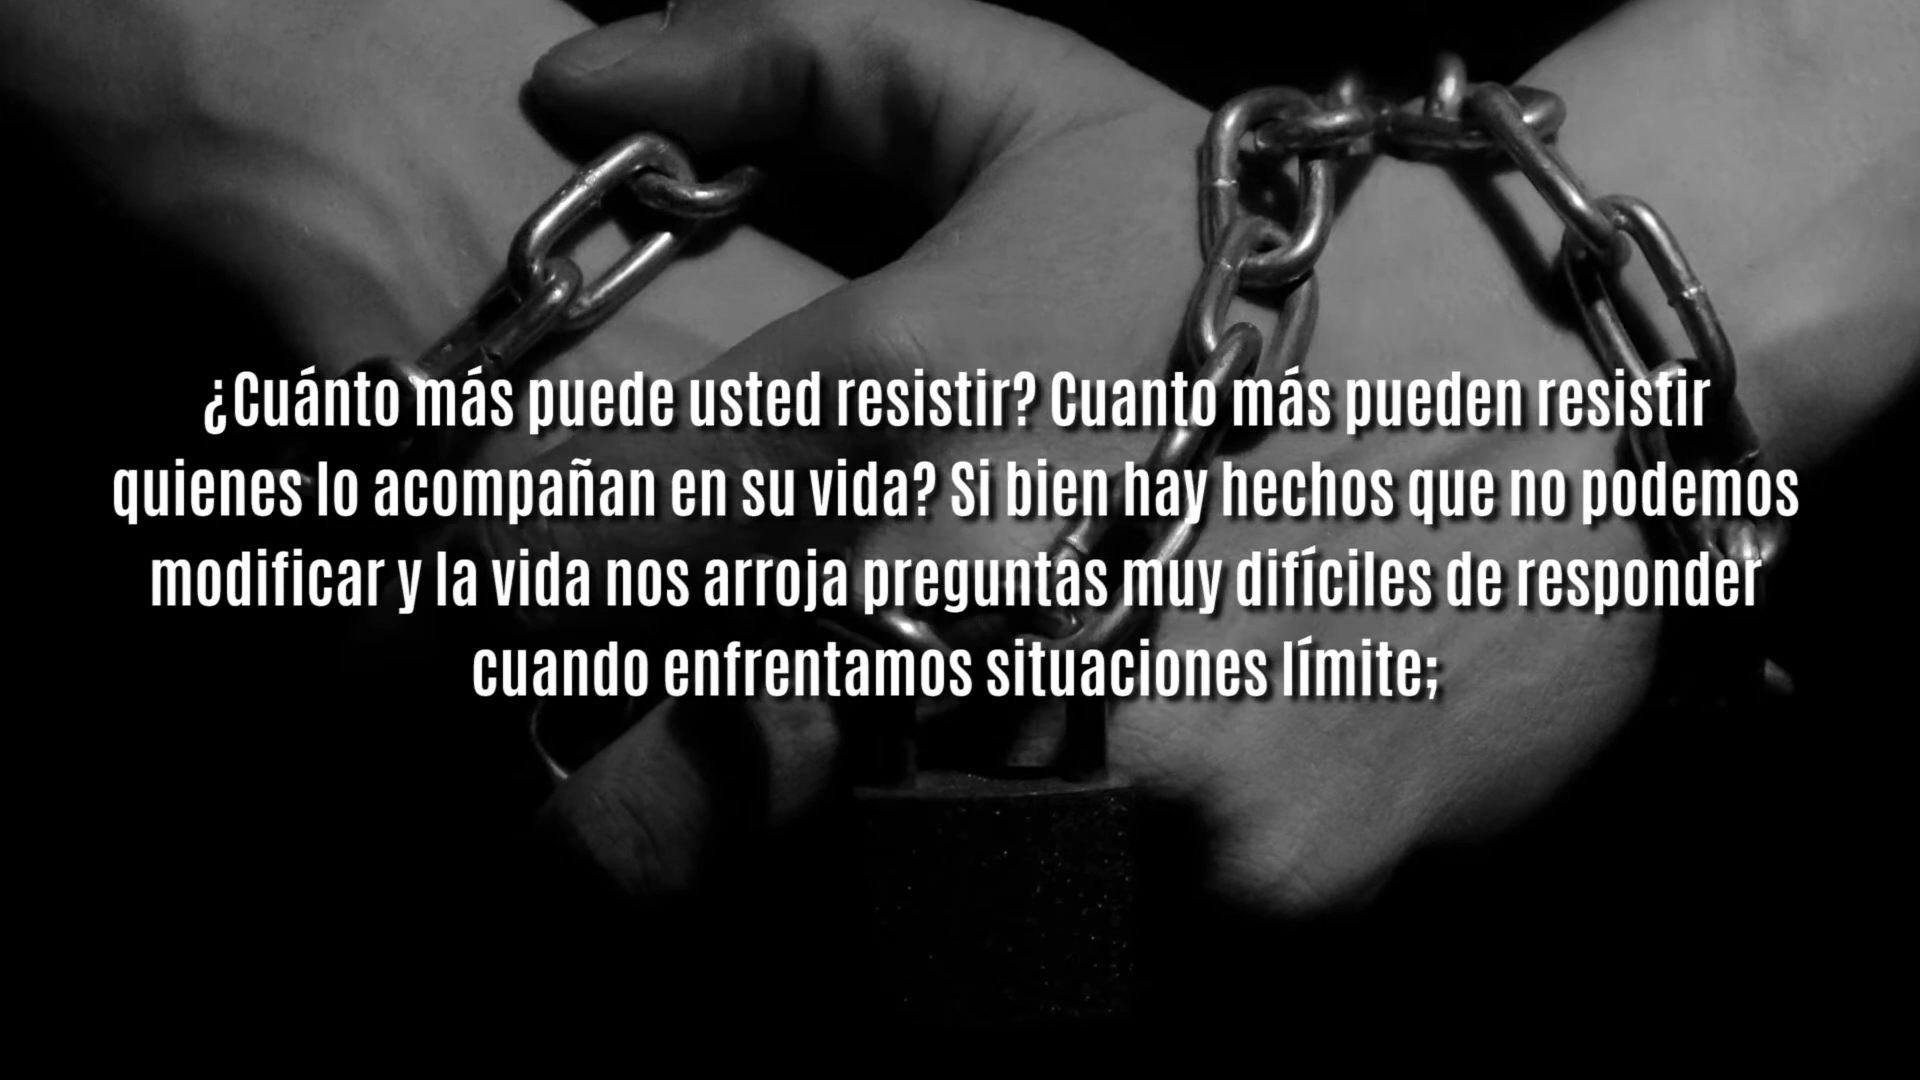 ¿Cuánto más puede usted resistir? Cuanto más pueden resistir
quienes lo acompañan en su vida? Si bien hay hechos que no podemos
modificar y la vida nos arroja preguntas muy difíciles de responder
cuando enfrentamos situaciones límite;